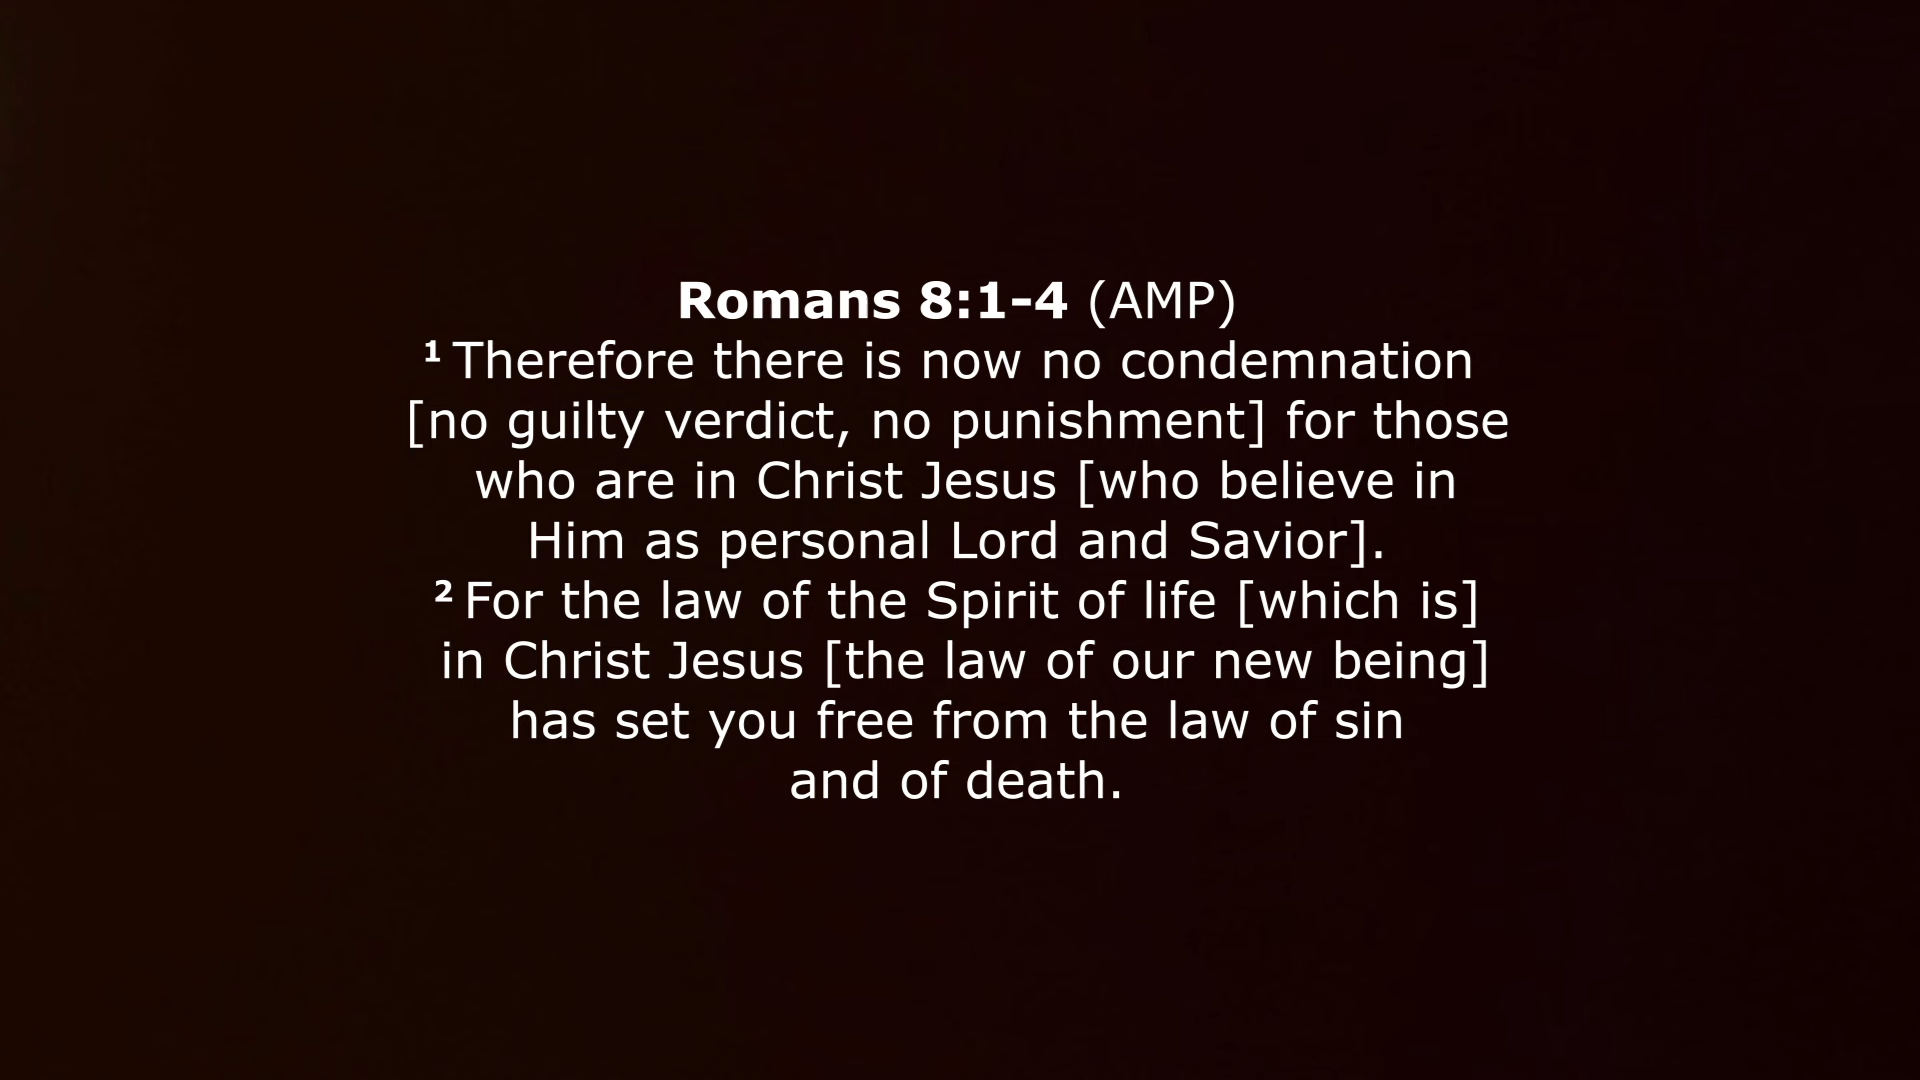 Romans 8:1-4 (AMP)
¹ Therefore there is now no condemnation
[no guilty verdict, no punishment] for those
who are in Christ Jesus [who believe in
Him as personal Lord and Savior].
² For the law of the Spirit of life [which is]
in Christ Jesus [the law of our new being]
has set you free from the law of sin
and of death.